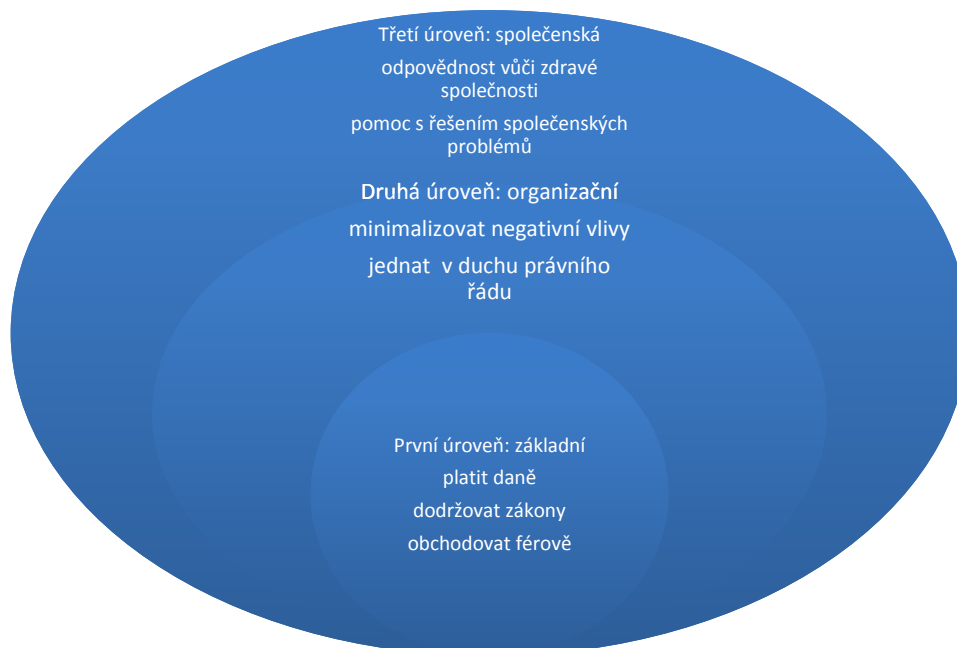 Třetí úroveň: společenská
odpovědnost vůči zdravé
společnosti
pomoc s řešením společenských
problémů
Druhá úroveň: organizační
minimalizovat negativní vlivy
jednat  v duchu právního
řádu
První úroveň: základní
platit daně
dodržovat zákony
obchodovat férově